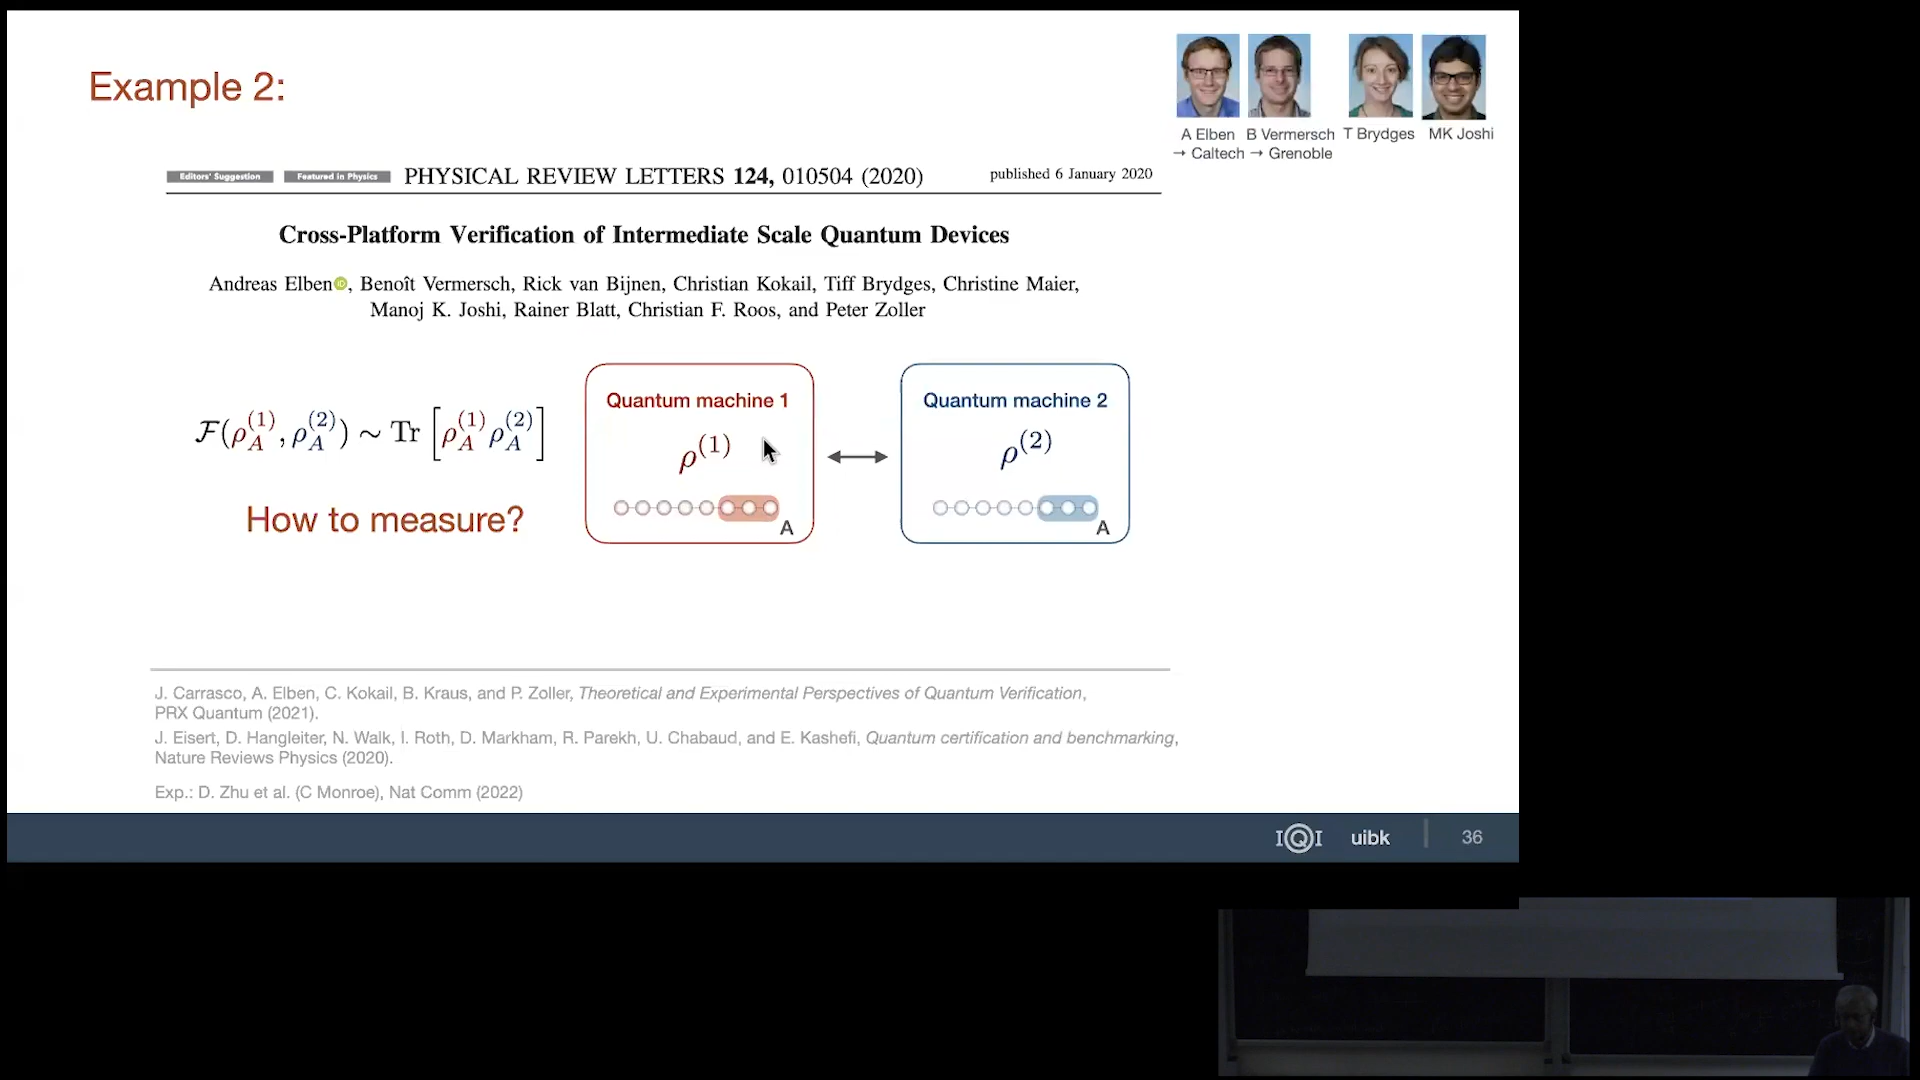 Example 2:
A Elben B Vermersch T Brydges MK Joshi
→ Caltech → Grenoble
Editors' Suggestion Featured in Physics PHYSICAL REVIEW LETTERS 124, 010504 (2020) published 6 January 2020
Cross-Platform Verification of Intermediate Scale Quantum Devices
Andreas Elben iD, Benoît Vermersch, Rick van Bijnen, Christian Kokail, Tiff Brydges, Christine Maier,
Manoj K. Joshi, Rainer Blatt, Christian F. Roos, and Peter Zoller
ℱ(ρ_A^(1), ρ_A^(2)) ~ Tr [ρ_A^(1) ρ_A^(2)]
How to measure?
Quantum machine 1
ρ^(1)
A
Quantum machine 2
ρ^(2)
A
J. Carrasco, A. Elben, C. Kokail, B. Kraus, and P. Zoller, Theoretical and Experimental Perspectives of Quantum Verification,
PRX Quantum (2021).
J. Eisert, D. Hangleiter, N. Walk, I. Roth, D. Markham, R. Parekh, U. Chabaud, and E. Kashefi, Quantum certification and benchmarking,
Nature Reviews Physics (2020).
Exp.: D. Zhu et al. (C Monroe), Nat Comm (2022)
IQI uibk | 36